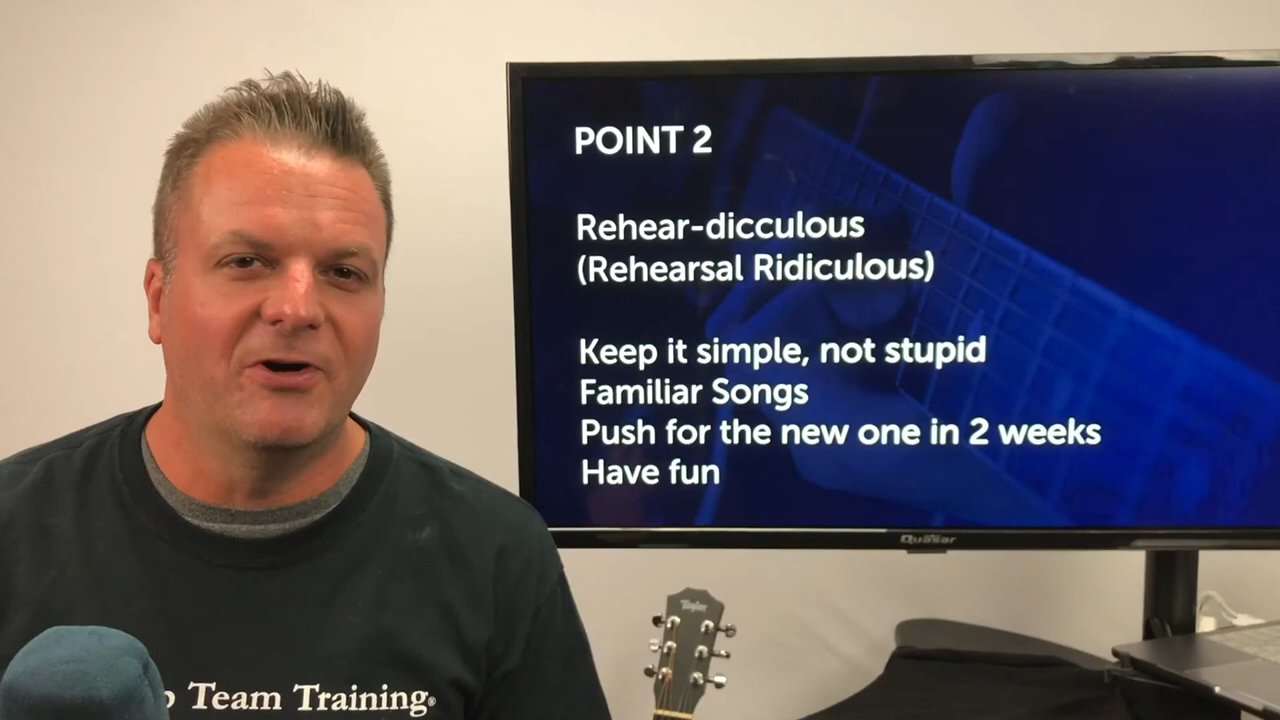 POINT 2
Rehear-dicculous
(Rehearsal Ridiculous)
Keep it simple, not stupid
Familiar Songs
Push for the new one in 2 weeks
Have fun
Quasar
Taylor
Team Training®